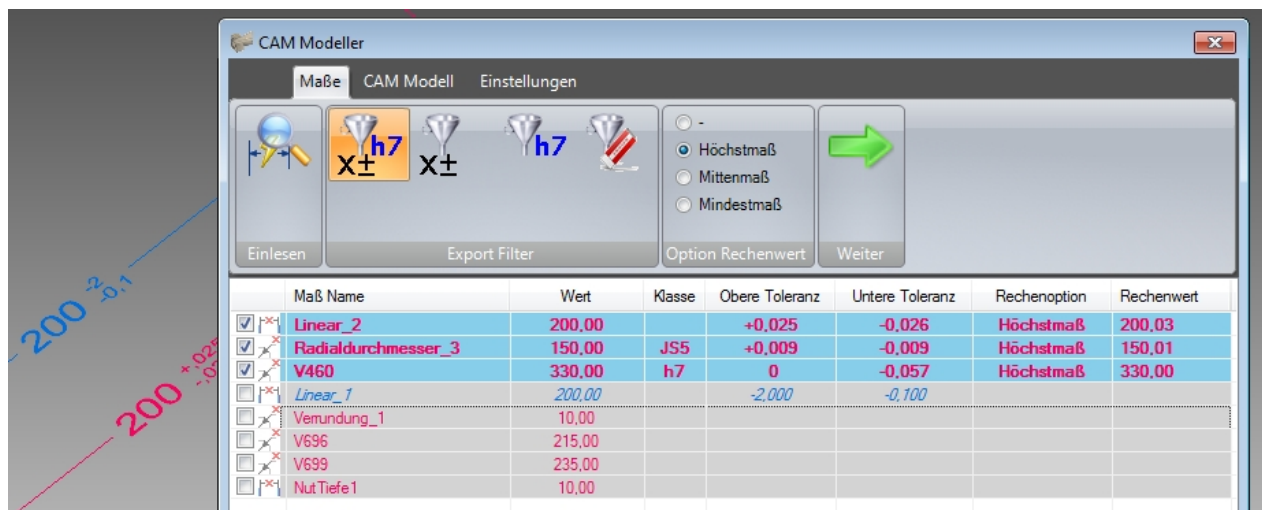 CAM Modeller
Maße CAM Modell Einstellungen
h7 X±
X±
h7
-
Höchstmaß
Mittenmaß
Mindestmaß
Einlesen Export Filter Option Rechenwert Weiter
Maß Name Wert Klasse Obere Toleranz Untere Toleranz Rechenoption Rechenwert
Linear_2 200,00 +0,025 -0,026 Höchstmaß 200,03
Radialdurchmesser_3 150,00 JS5 +0,009 -0,009 Höchstmaß 150,01
V460 330,00 h7 0 -0,057 Höchstmaß 330,00
Linear_1 200,00 -2,000 -0,100
Verrundung_1 10,00
V696 215,00
V699 235,00
NutTiefe1 10,00
200 -2 -0,1
200 +,025